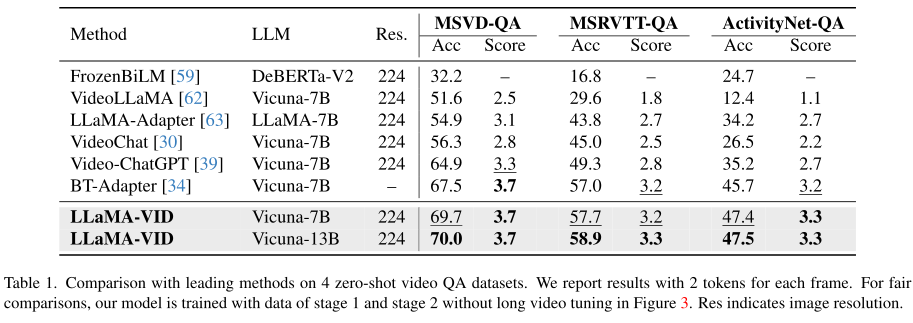 Method LLM Res. MSVD-QA MSRVTT-QA ActivityNet-QA
Acc Score Acc Score Acc Score
FrozenBiLM [59] DeBERTa-V2 224 32.2 – 16.8 – 24.7 –
VideoLLaMA [62] Vicuna-7B 224 51.6 2.5 29.6 1.8 12.4 1.1
LLaMA-Adapter [63] LLaMA-7B 224 54.9 3.1 43.8 2.7 34.2 2.7
VideoChat [30] Vicuna-7B 224 56.3 2.8 45.0 2.5 26.5 2.2
Video-ChatGPT [39] Vicuna-7B 224 64.9 3.3 49.3 2.8 35.2 2.7
BT-Adapter [34] Vicuna-7B – 67.5 3.7 57.0 3.2 45.7 3.2
LLaMA-VID Vicuna-7B 224 69.7 3.7 57.7 3.2 47.4 3.3
LLaMA-VID Vicuna-13B 224 70.0 3.7 58.9 3.3 47.5 3.3
Table 1. Comparison with leading methods on 4 zero-shot video QA datasets. We report results with 2 tokens for each frame. For fair
comparisons, our model is trained with data of stage 1 and stage 2 without long video tuning in Figure 3. Res indicates image resolution.